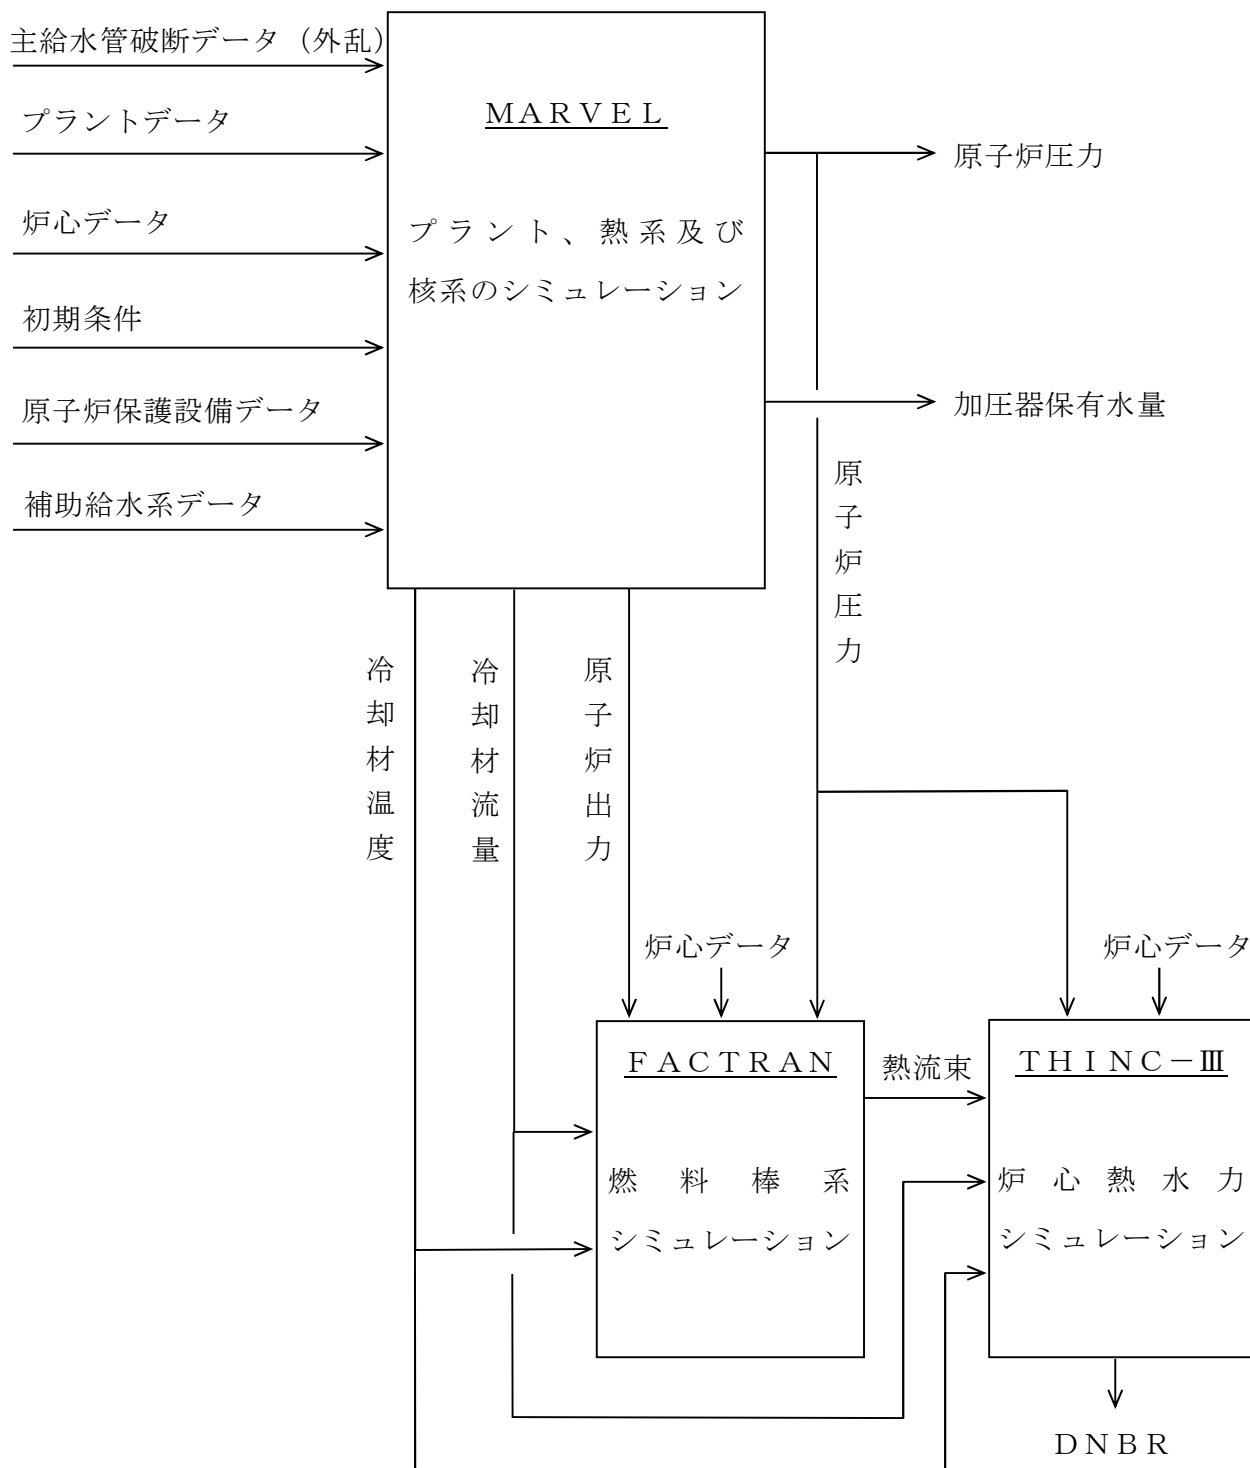 主給水管破断データ（外乱）
プラントデータ
炉心データ
初期条件
原子炉保護設備データ
補助給水系データ
ＭＡＲＶＥＬ
プラント、熱系及び
核系のシミュレーション
原子炉圧力
加圧器保有水量
原子炉圧力
冷却材温度
冷却材流量
原子炉出力
炉心データ
炉心データ
ＦＡＣＴＲＡＮ
燃料棒系
シミュレーション
熱流束
ＴＨＩＮＣ－Ⅲ
炉心熱水力
シミュレーション
ＤＮＢＲ